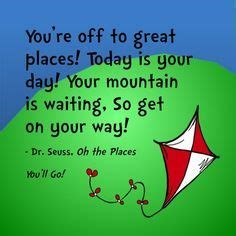 You're off to great
places! Today is your
day! Your mountain
is waiting, So get
on your way!
- Dr. Seuss, Oh the Places
You'll Go!